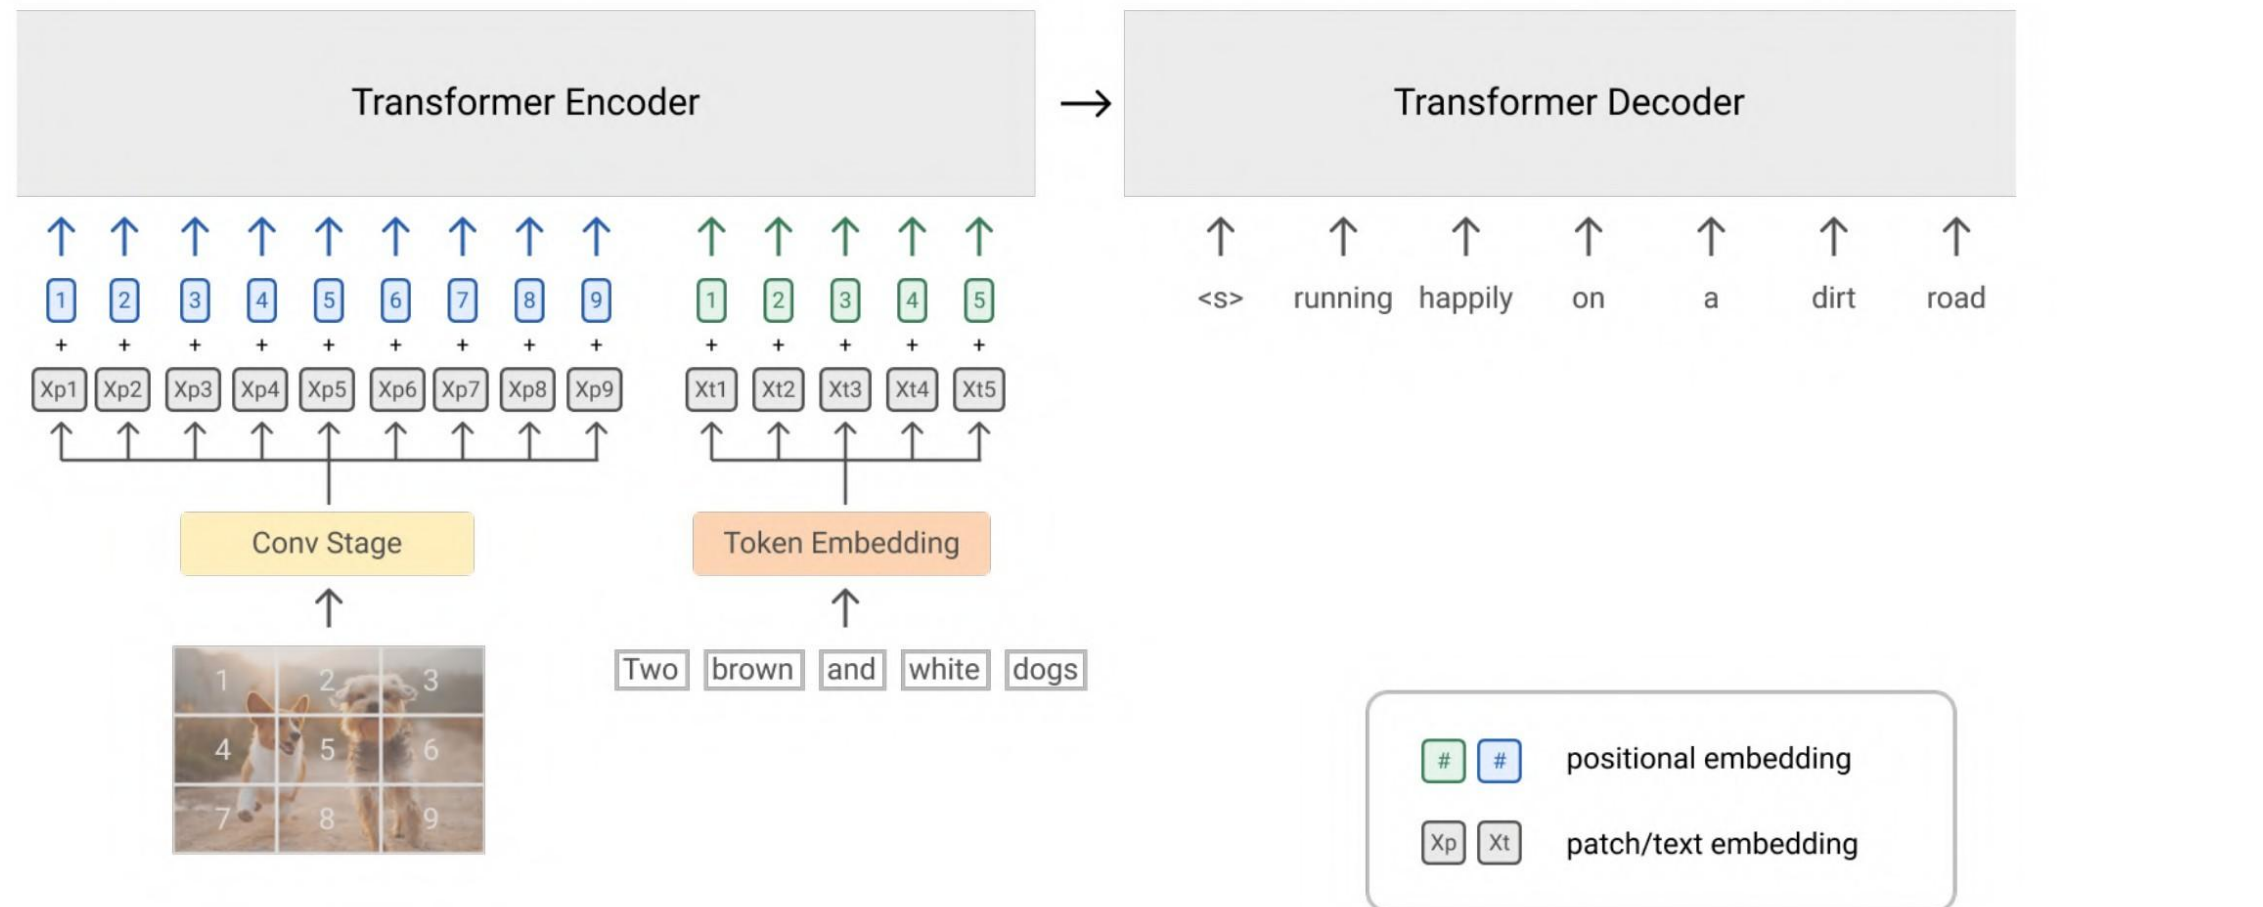 Transformer Encoder
Transformer Decoder
1 2 3 4 5 6 7 8 9
1 2 3 4 5
<s> running happily on a dirt road
+ + + + + + + + +
+ + + + +
Xp1 Xp2 Xp3 Xp4 Xp5 Xp6 Xp7 Xp8 Xp9
Xt1 Xt2 Xt3 Xt4 Xt5
Conv Stage
Token Embedding
1 2 3
4 5 6
7 8 9
Two brown and white dogs
# # positional embedding
Xp Xt patch/text embedding